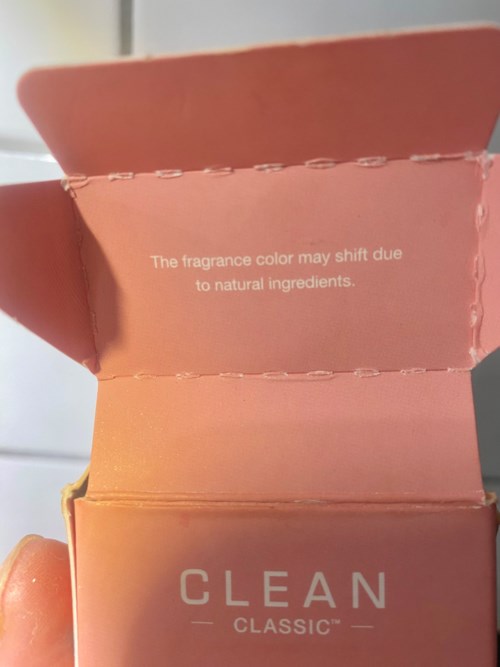 The fragrance color may shift due
to natural ingredients.
CLEAN
CLASSIC™